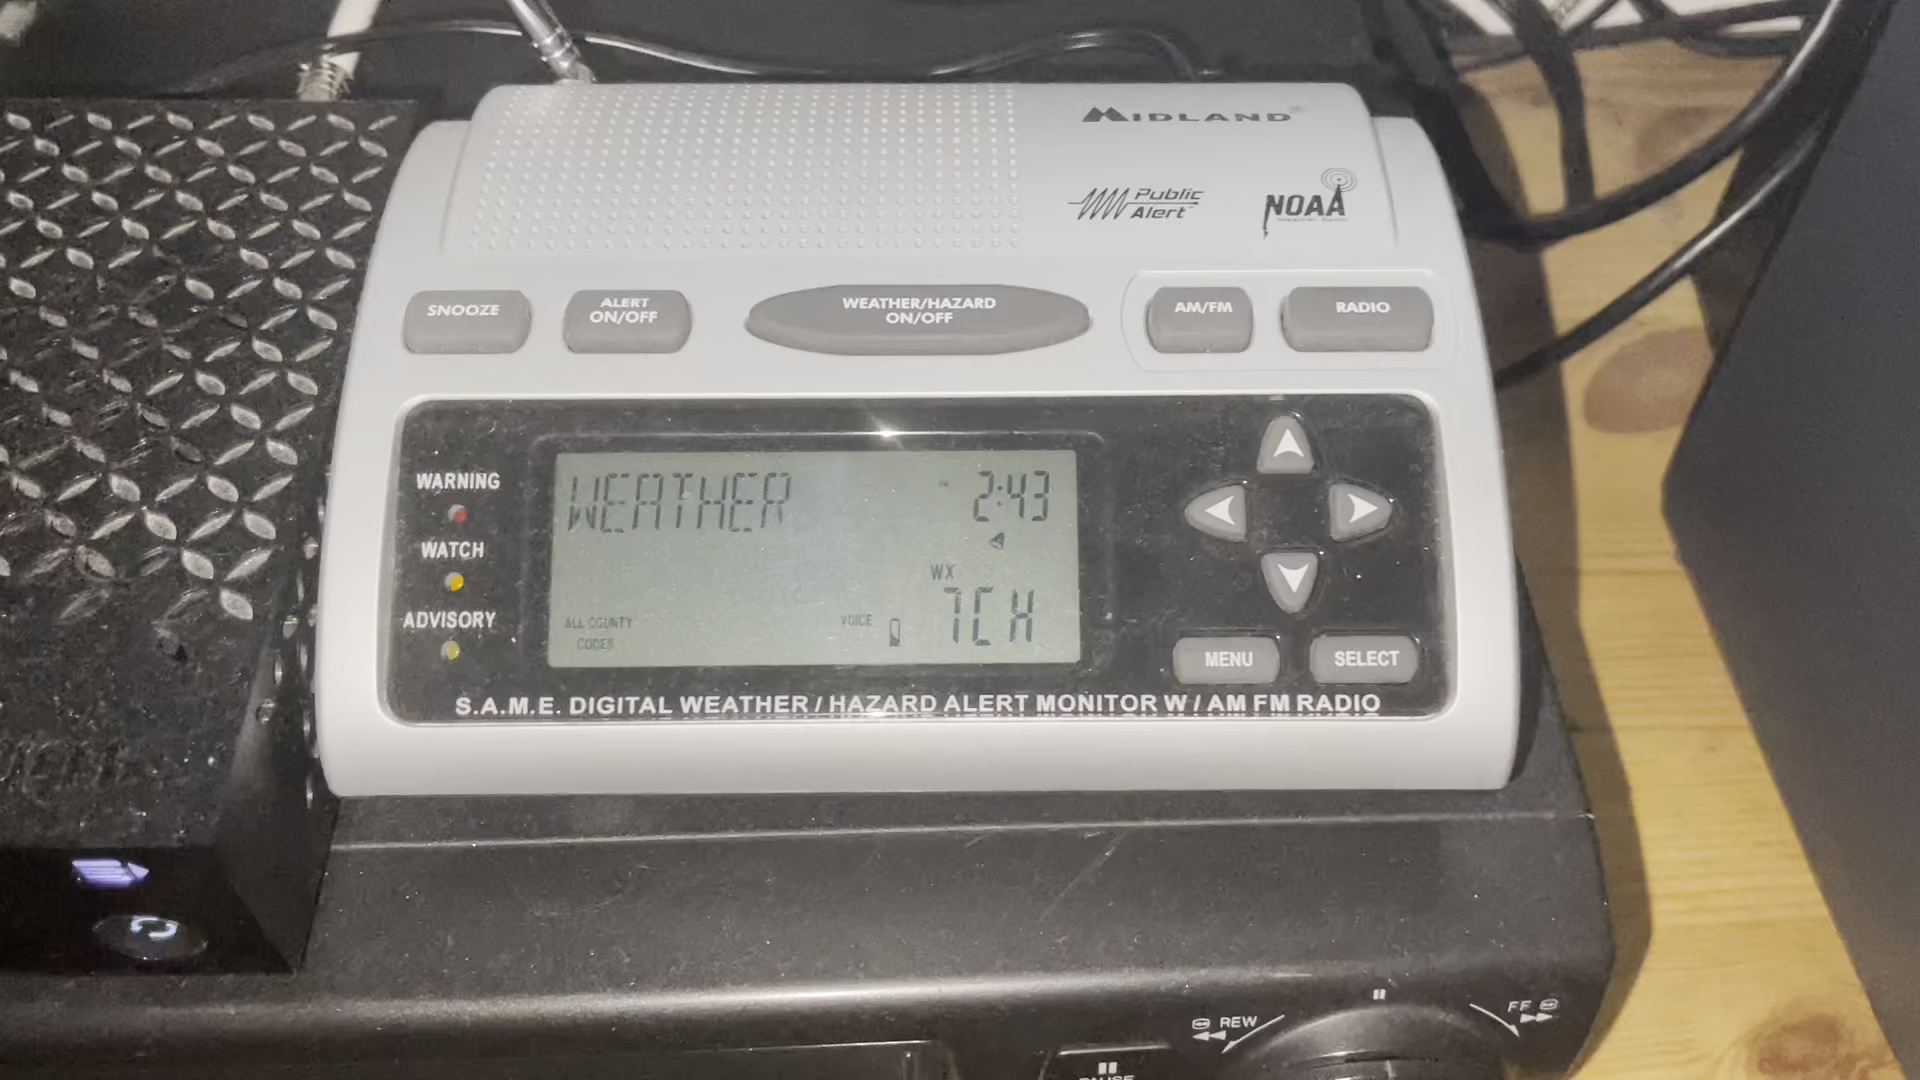 MIDLAND
Public
Alert
NOAA
SNOOZE
ALERT
ON/OFF
WEATHER/HAZARD
ON/OFF
AM/FM
RADIO
WARNING
WATCH
ADVISORY
WEATHER
2:43
WX
7CH
ALL COUNTY
CODES
VOICE
MENU
SELECT
S.A.M.E. DIGITAL WEATHER / HAZARD ALERT MONITOR W / AM FM RADIO
REW
FF
PAUSE